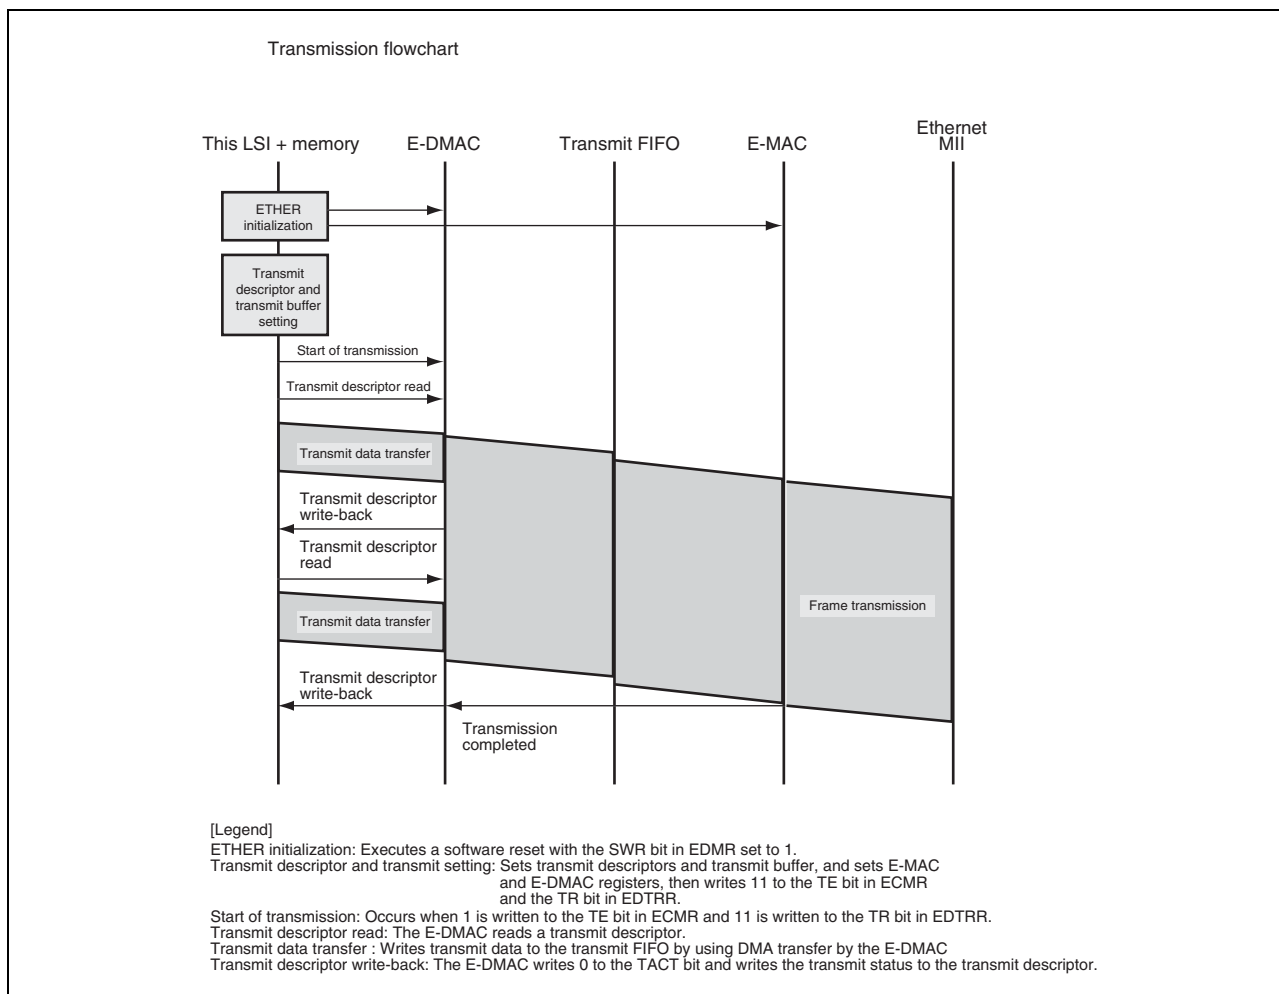 Transmission flowchart
This LSI + memory
E-DMAC
Transmit FIFO
E-MAC
Ethernet
MII
ETHER
initialization
Transmit
descriptor and
transmit buffer
setting
Start of transmission
Transmit descriptor read
Transmit data transfer
Transmit descriptor
write-back
Transmit descriptor
read
Transmit data transfer
Frame transmission
Transmit descriptor
write-back
Transmission
completed
[Legend]
ETHER initialization: Executes a software reset with the SWR bit in EDMR set to 1.
Transmit descriptor and transmit setting: Sets transmit descriptors and transmit buffer, and sets E-MAC
and E-DMAC registers, then writes 11 to the TE bit in ECMR
and the TR bit in EDTRR.
Start of transmission: Occurs when 1 is written to the TE bit in ECMR and 11 is written to the TR bit in EDTRR.
Transmit descriptor read: The E-DMAC reads a transmit descriptor.
Transmit data transfer : Writes transmit data to the transmit FIFO by using DMA transfer by the E-DMAC
Transmit descriptor write-back: The E-DMAC writes 0 to the TACT bit and writes the transmit status to the transmit descriptor.